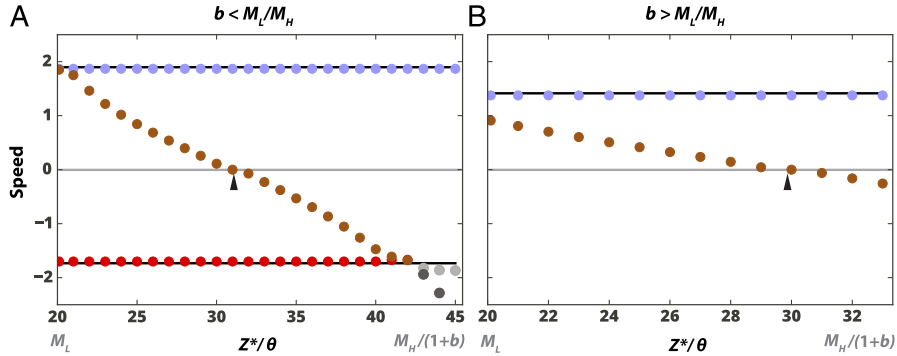 A
b < M_L/M_H
B
b > M_L/M_H
Speed
2
1
0
−1
−2
20 25 30 35 40 45
20 22 24 26 28 30 32
M_L Z*/θ M_H/(1+b)
M_L Z*/θ M_H/(1+b)